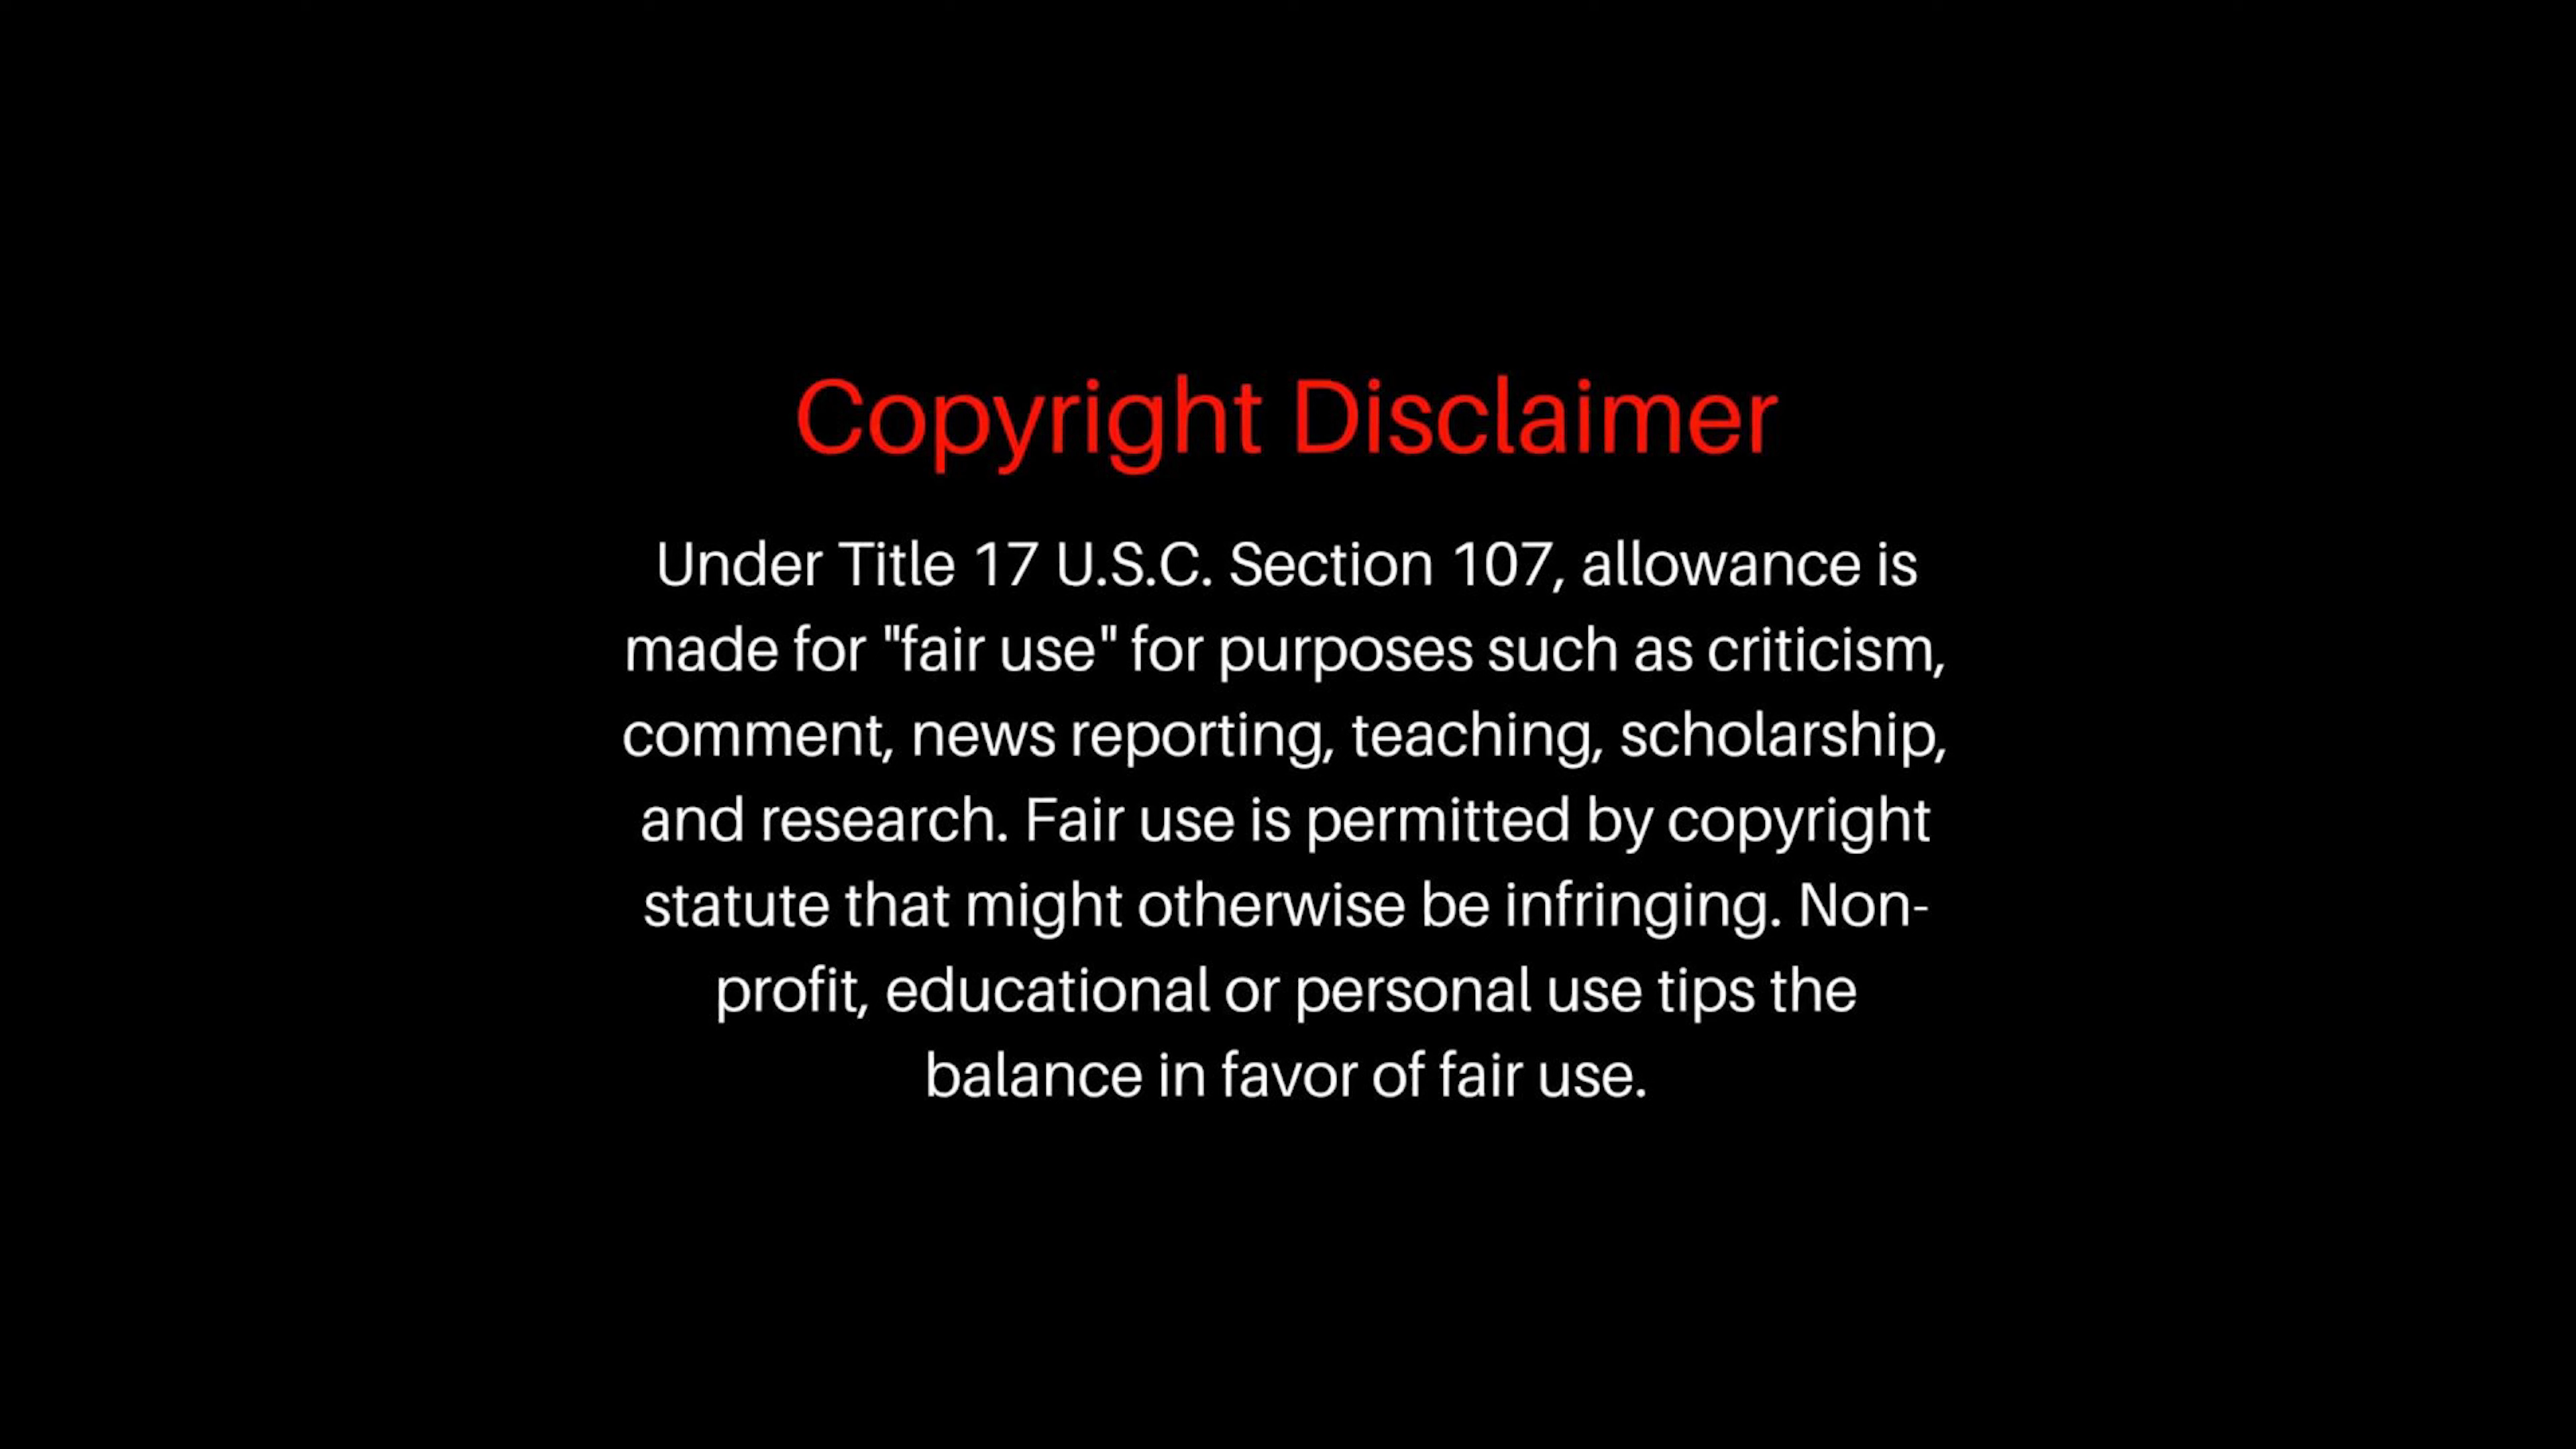 Copyright Disclaimer
Under Title 17 U.S.C. Section 107, allowance is
made for "fair use" for purposes such as criticism,
comment, news reporting, teaching, scholarship,
and research. Fair use is permitted by copyright
statute that might otherwise be infringing. Non-
profit, educational or personal use tips the
balance in favor of fair use.